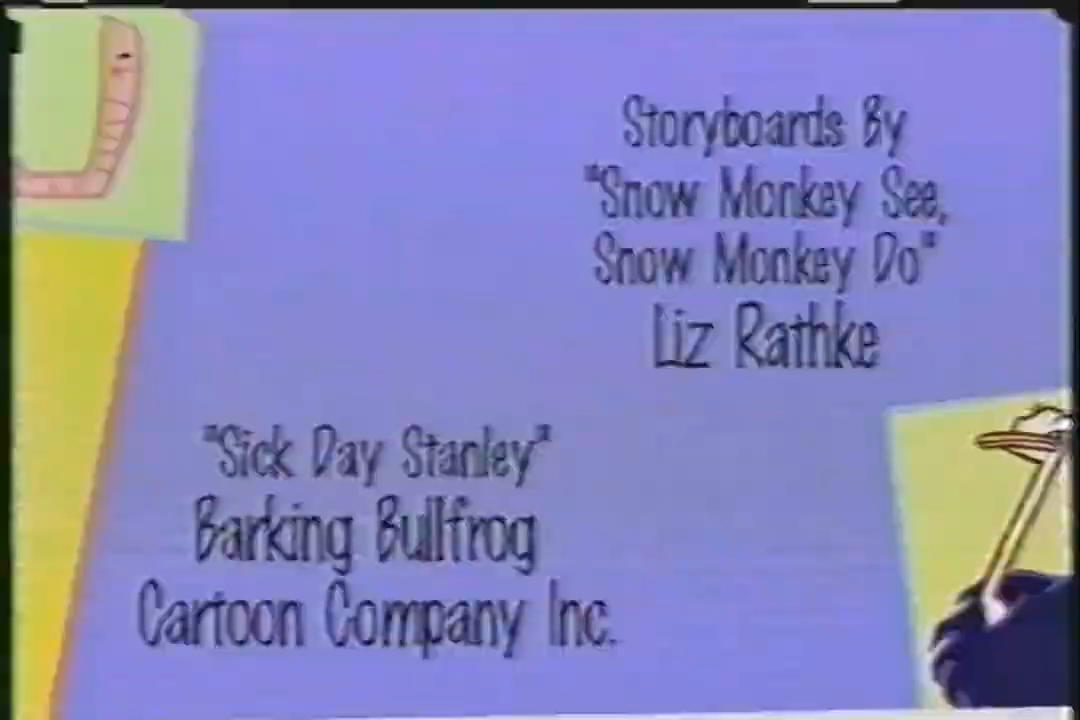 Storyboards By
"Snow Monkey See,
Snow Monkey Do"
Liz Rathke
"Sick Day Stanley"
Barking Bullfrog
Cartoon Company Inc.